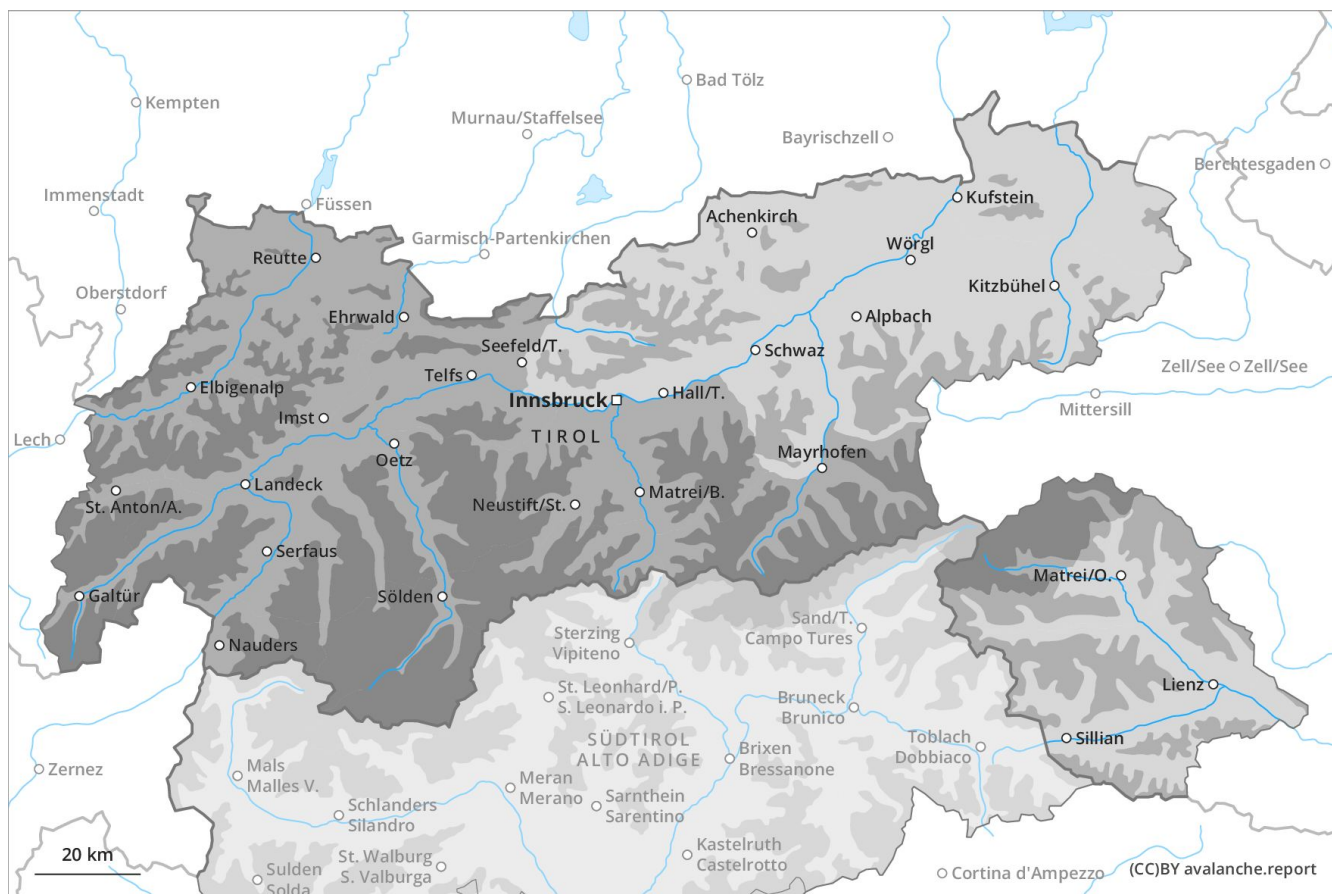 Bad Tölz
Kempten
Murnau/Staffelsee
Bayrischzell
Berchtesgaden
Immenstadt
Füssen
Kufstein
Achenkirch
Garmisch-Partenkirchen
Wörgl
Reutte
Kitzbühel
Oberstdorf
Ehrwald
Alpbach
Seefeld/T.
Schwaz
Zell/See
Zell/See
Telfs
Elbigenalp
Hall/T.
Innsbruck
Mittersill
Imst
Lech
TIROL
Oetz
Mayrhofen
Landeck
Matrei/B.
St. Anton/A.
Neustift/St.
Serfaus
Matrei/O.
Galtür
Sölden
Sand/T.
Campo Tures
Sterzing
Vipiteno
Nauders
Lienz
St. Leonhard/P.
S. Leonardo i. P.
Bruneck
Brunico
SÜDTIROL
ALTO ADIGE
Toblach
Dobbiaco
Sillian
Brixen
Bressanone
Zernez
Mals
Malles V.
Meran
Merano
Sarnthein
Sarentino
Schlanders
Silandro
Kastelruth
Castelrotto
20 km
St. Walburg
S. Valburga
Sulden
Solda
Cortina d'Ampezzo
(CC)BY avalanche.report